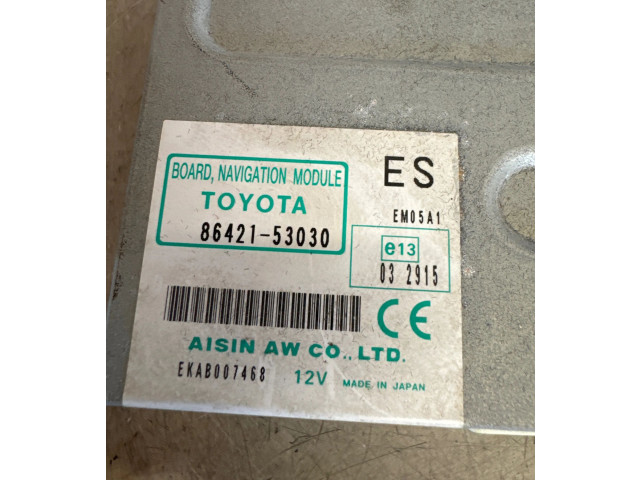 BOARD, NAVIGATION MODULE
TOYOTA
86421-53030
ES
EM05A1
e13
03 2915
CE
AISIN AW CO., LTD.
EKAB007468 12V MADE IN JAPAN